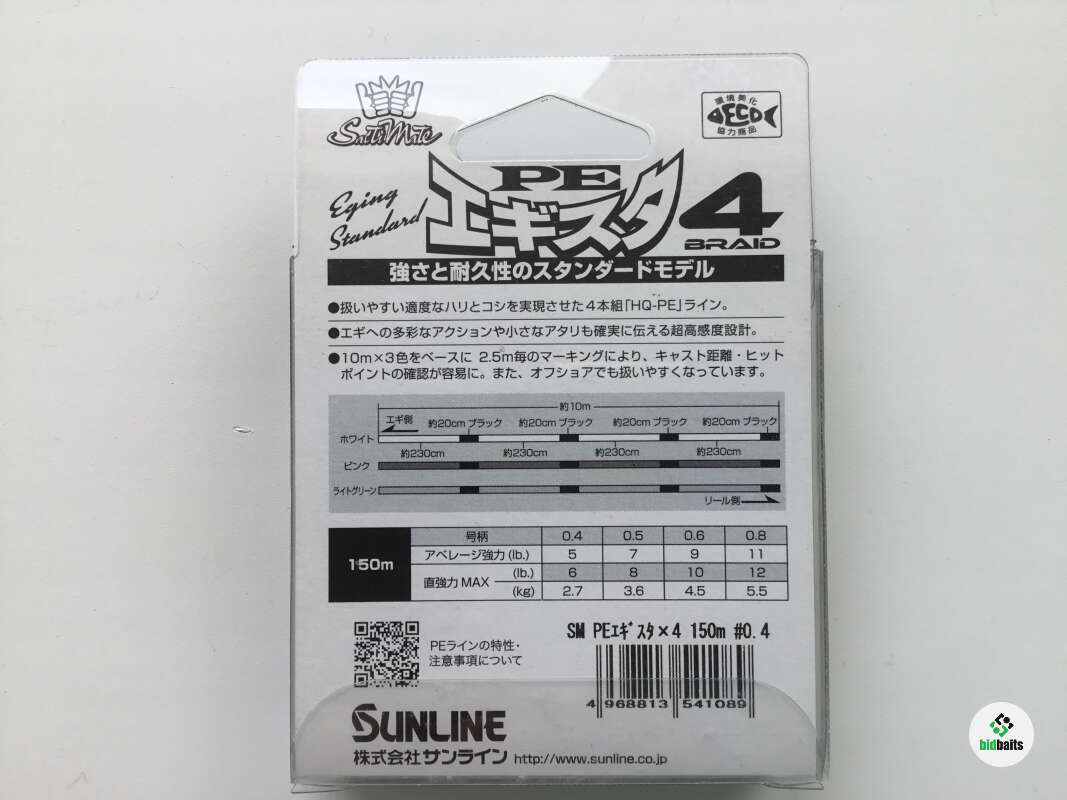 SaltiMate
環境美化
DECO
協力商品
Eging
Standard
PE
エギスタ
4
BRAID
強さと耐久性のスタンダードモデル
●扱いやすい適度なハリとコシを実現させた4本組「HQ-PE」ライン。
●エギへの多彩なアクションや小さなアタリも確実に伝える超高感度設計。
●10m×3色をベースに 2.5m毎のマーキングにより、キャスト距離・ヒット
ポイントの確認が容易に。また、オフショアでも扱いやすくなっています。
約10m
エギ側 約20cm ブラック 約20cm ブラック 約20cm ブラック 約20cm ブラック
ホワイト
約230cm 約230cm 約230cm 約230cm
ピンク
ライトグリーン
リール側
150m
号柄 0.4 0.5 0.6 0.8
アベレージ強力(lb.) 5 7 9 11
直強力 MAX (lb.) 6 8 10 12
(kg) 2.7 3.6 4.5 5.5
PEラインの特性・
注意事項について
SM PEｴｷﾞｽﾀ×4 150m #0.4
4 968813 541089
SUNLINE
株式会社サンライン http://www.sunline.co.jp
bidbaits